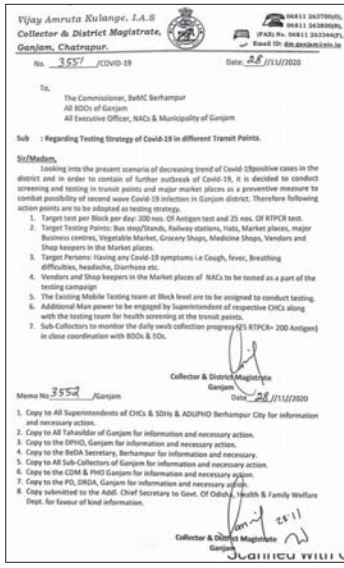 Vijay Amruta Kulange, I.A.S
Collector & District Magistrate,
Ganjam, Chatrapur.
06811 262700(O),
06811 263800(R),
(FAX) No. 06811 263344(F),
Email ID: dm-ganjam@nic.in
No. 3551 /COVID-19
Date: 28/11/2020
To,
The Commissioner, BeMC Berhampur
All BDOs of Ganjam
All Executive Officer, NACs & Municipality of Ganjam
Sub : Regarding Testing Strategy of Covid-19 in different Transit Points.
Sir/Madam,
Looking into the present scenario of decreasing trend of Covid-19positive cases in the
district and in order to contain of further outbreak of Covid-19, it is decided to conduct
screening and testing in transit points and major market places as a preventive measure to
combat possibility of second wave Covid-19 infection in Ganjam district. Therefore following
action points are to be adopted as testing strategy.
1. Target test per Block per day: 200 nos. Of Antigen test and 25 nos. Of RTPCR test.
2. Target Testing Points: Bus stop/Stands, Railway stations, Hats, Market places, major
Business centres, Vegetable Market, Grocery Shops, Medicine Shops, Vendors and
Shop keepers in the Market places.
3. Target Persons: Having any Covid-19 symptoms i.e Cough, fever, Breathing
difficulties, headache, Diarrhoea etc.
4. Vendors and Shop keepers in the Market places of NACs to be tested as a part of the
testing campaign
5. The Existing Mobile Testing team at Block level are to be assigned to conduct testing.
6. Additional Man power to be engaged by Superintendent of respective CHCs along
with the testing team for health screening at the transit points.
7. Sub-Collectors to monitor the daily swab collection progress (25 RTPCR+ 200 Antigen)
in close coordination with BDOs & EOs.
Collector & District Magistrate
Ganjam
Memo No 3552 /Ganjam
Date 28/11/2020
1. Copy to All Superintendents of CHCs & SDHs & ADUPHO Berhampur City for information
and necessary action.
2. Copy to All Tahasildar of Ganjam for information and necessary action.
3. Copy to the DPHO, Ganjam for information and necessary action.
4. Copy to the BeDA Secretary, Berhampur for information and necessary.
5. Copy to All Sub-Collectors of Ganjam for information and necessary action.
6. Copy to the CDM & PHO Ganjam for information and necessary action.
7. Copy to the PD, DRDA, Ganjam for information and necessary action.
8. Copy submitted to the Addl. Chief Secretary to Govt. Of Odisha, Health & Family Welfare
Dept. for favour of kind information.
28.11
Collector & District Magistrate
Ganjam
Scanned with